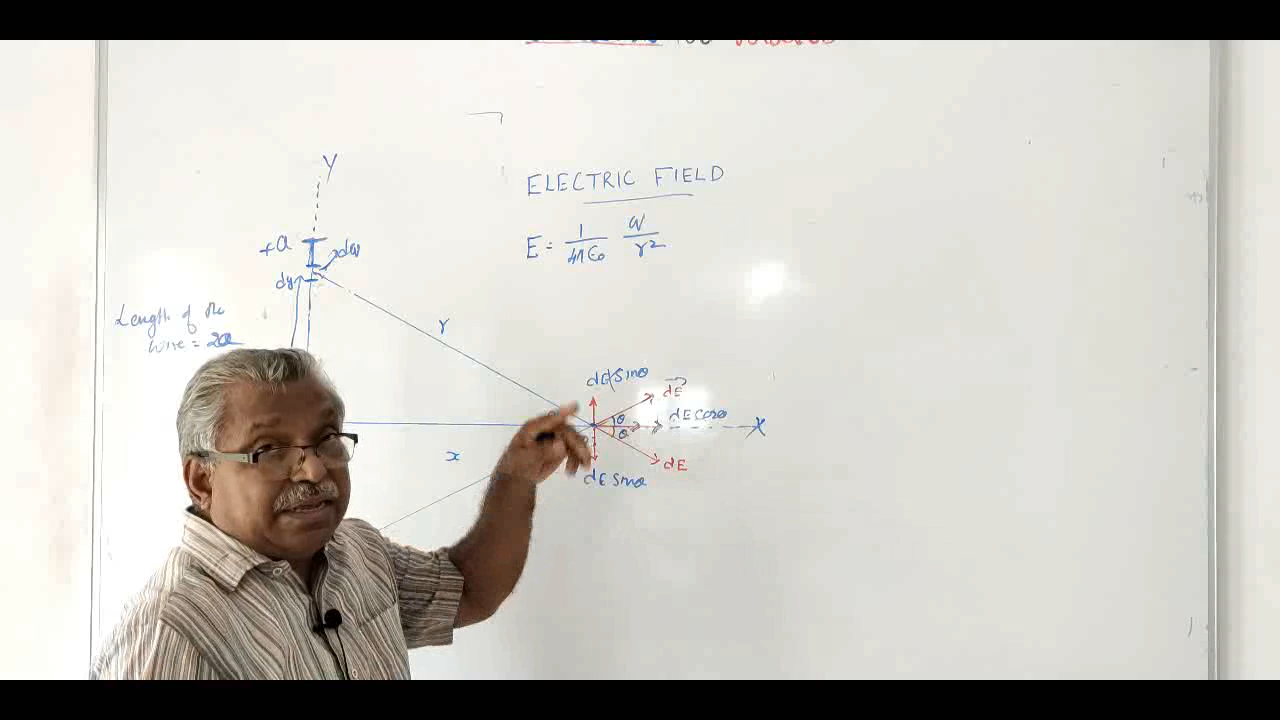 Y
ELECTRIC FIELD
+a
dQ
E = 1/4πε₀ Q/r²
dy
Length of the
wire = 2a
r
dE Sinθ
dE
dE cosθ
θ
θ
X
x
dE
dE Sinθ